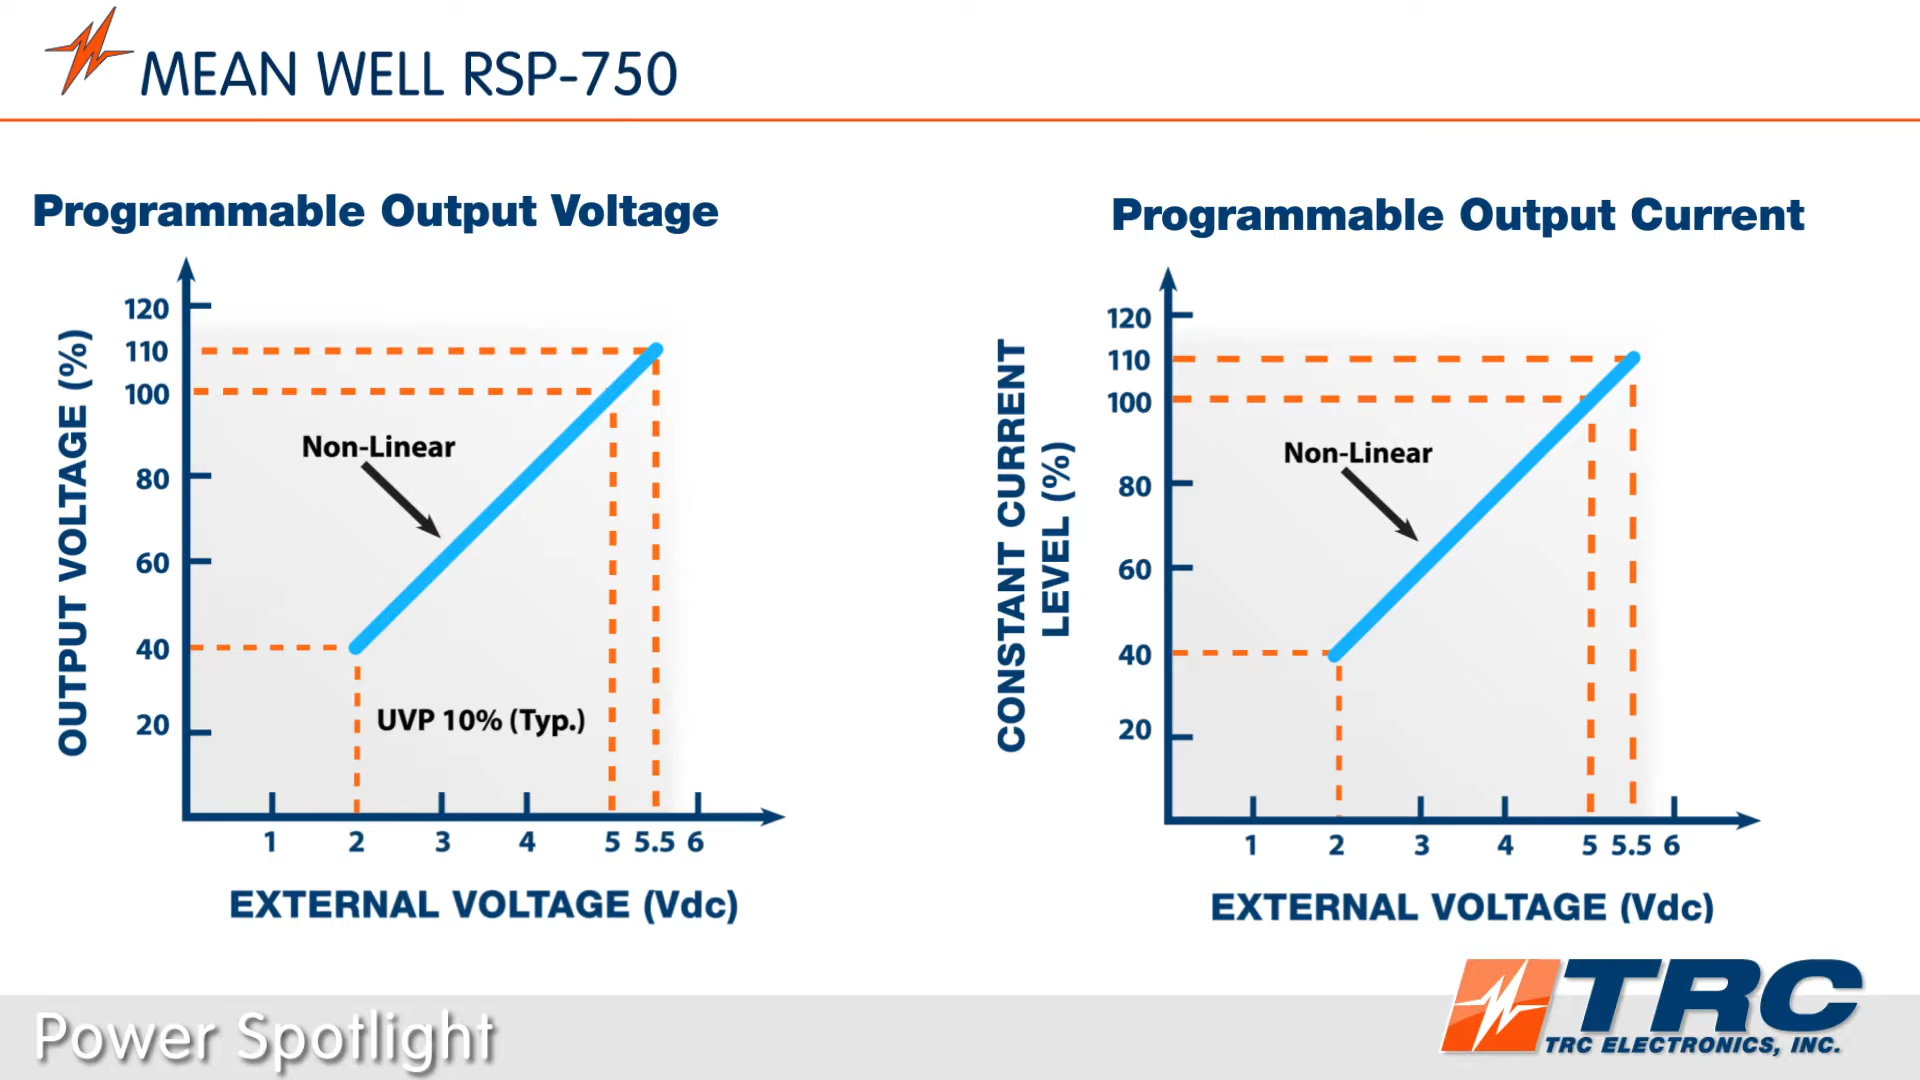 MEAN WELL RSP-750
Programmable Output Voltage
OUTPUT VOLTAGE (%)
120
110
100
80
60
40
20
Non-Linear
UVP 10% (Typ.)
1 2 3 4 5 5.5 6
EXTERNAL VOLTAGE (Vdc)
Programmable Output Current
CONSTANT CURRENT
LEVEL (%)
120
110
100
80
60
40
20
Non-Linear
1 2 3 4 5 5.5 6
EXTERNAL VOLTAGE (Vdc)
Power Spotlight
TRC
TRC ELECTRONICS, INC.